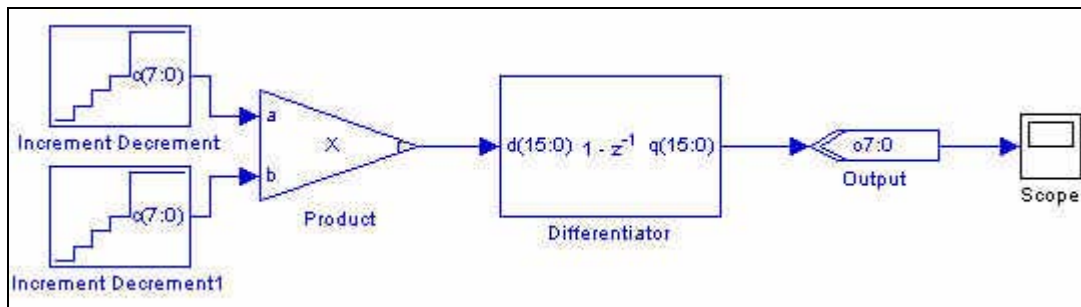 o(7:0)
Increment Decrement
o(7:0)
Increment Decrement1
a
b
X
r
Product
d(15:0) 1 - z⁻¹ q(15:0)
Differentiator
o7:0
Output
Scope